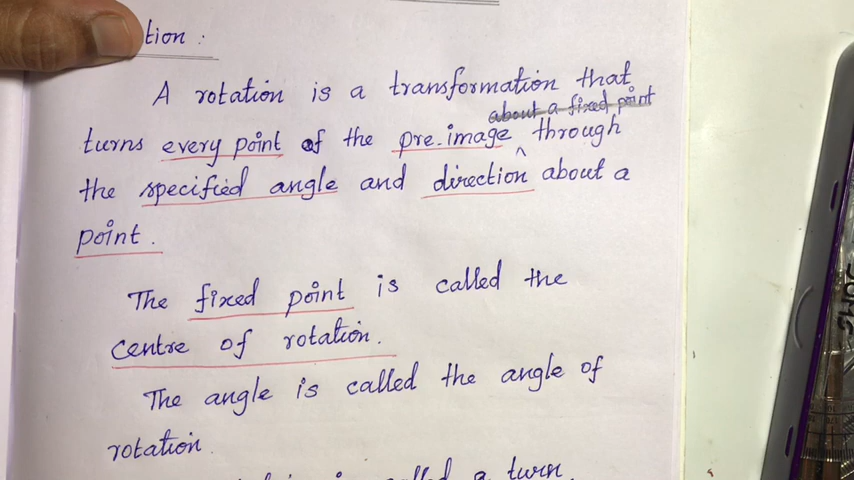 tion :
A rotation is a transformation that
about a fixed point
turns every point of the pre-image ^ through
the specified angle and direction about a
point.
The fixed point is called the
centre of rotation.
The angle is called the angle of
rotation.
called a turn.